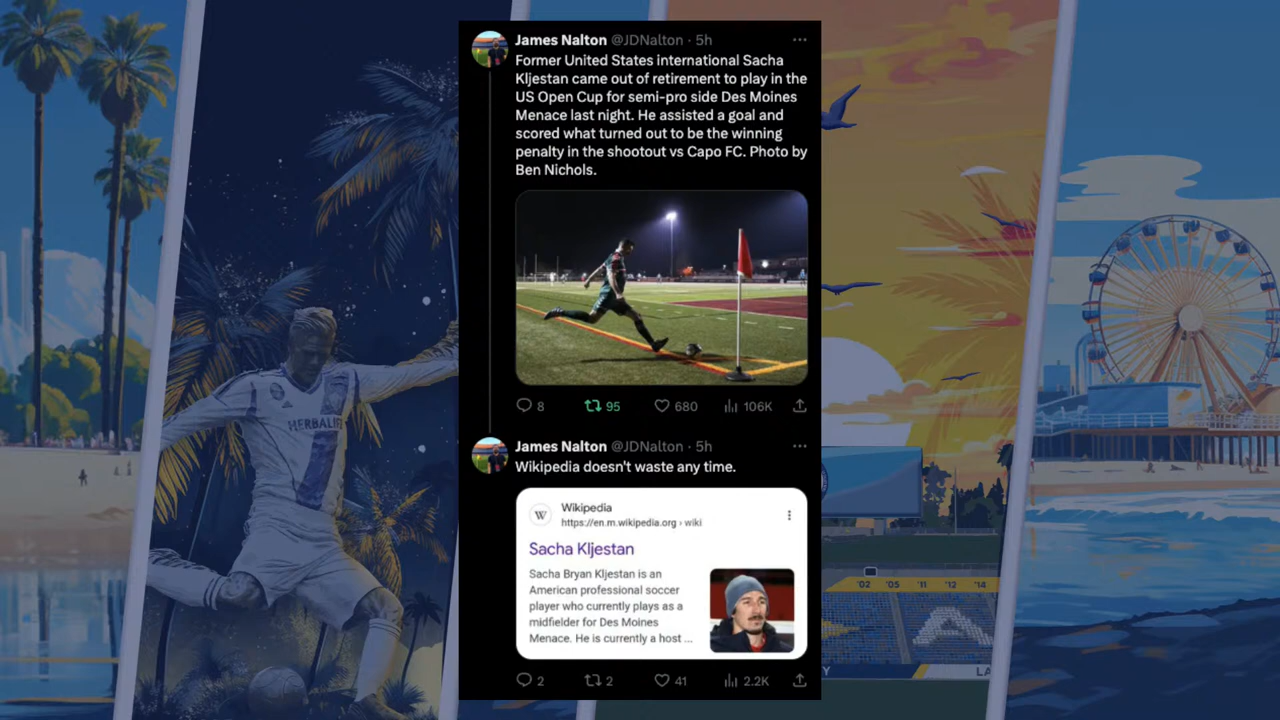 James Nalton @JDNalton · 5h
Former United States international Sacha
Kljestan came out of retirement to play in the
US Open Cup for semi-pro side Des Moines
Menace last night. He assisted a goal and
scored what turned out to be the winning
penalty in the shootout vs Capo FC. Photo by
Ben Nichols.
8 95 680 106K
James Nalton @JDNalton · 5h
Wikipedia doesn't waste any time.
W
Wikipedia
https://en.m.wikipedia.org › wiki
Sacha Kljestan
Sacha Bryan Kljestan is an
American professional soccer
player who currently plays as a
midfielder for Des Moines
Menace. He is currently a host ...
2 2 41 2.2K
HERBALIF
'02 '05 '11 '12 '14
A
Y LA